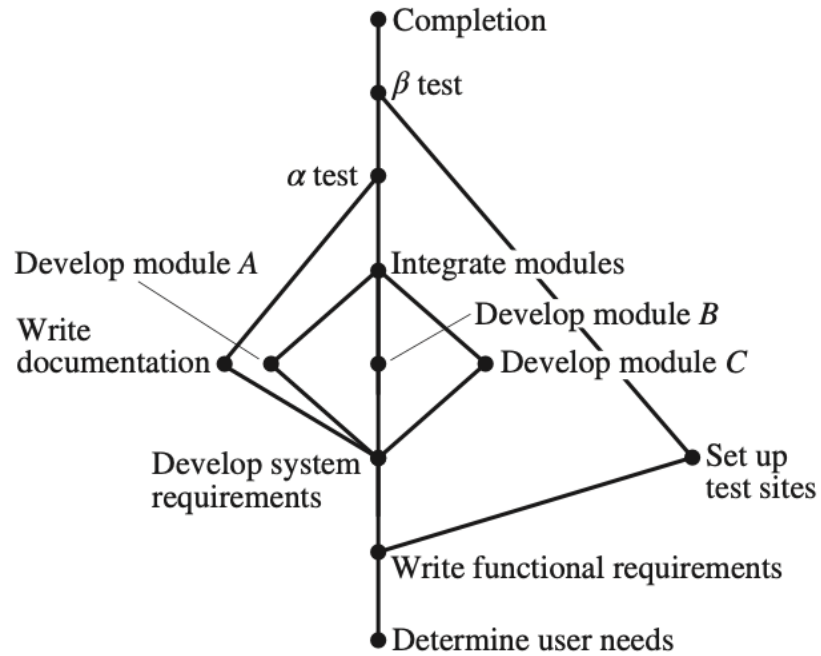 Completion
β test
α test
Develop module A
Integrate modules
Develop module B
Write
documentation
Develop module C
Develop system
requirements
Set up
test sites
Write functional requirements
Determine user needs